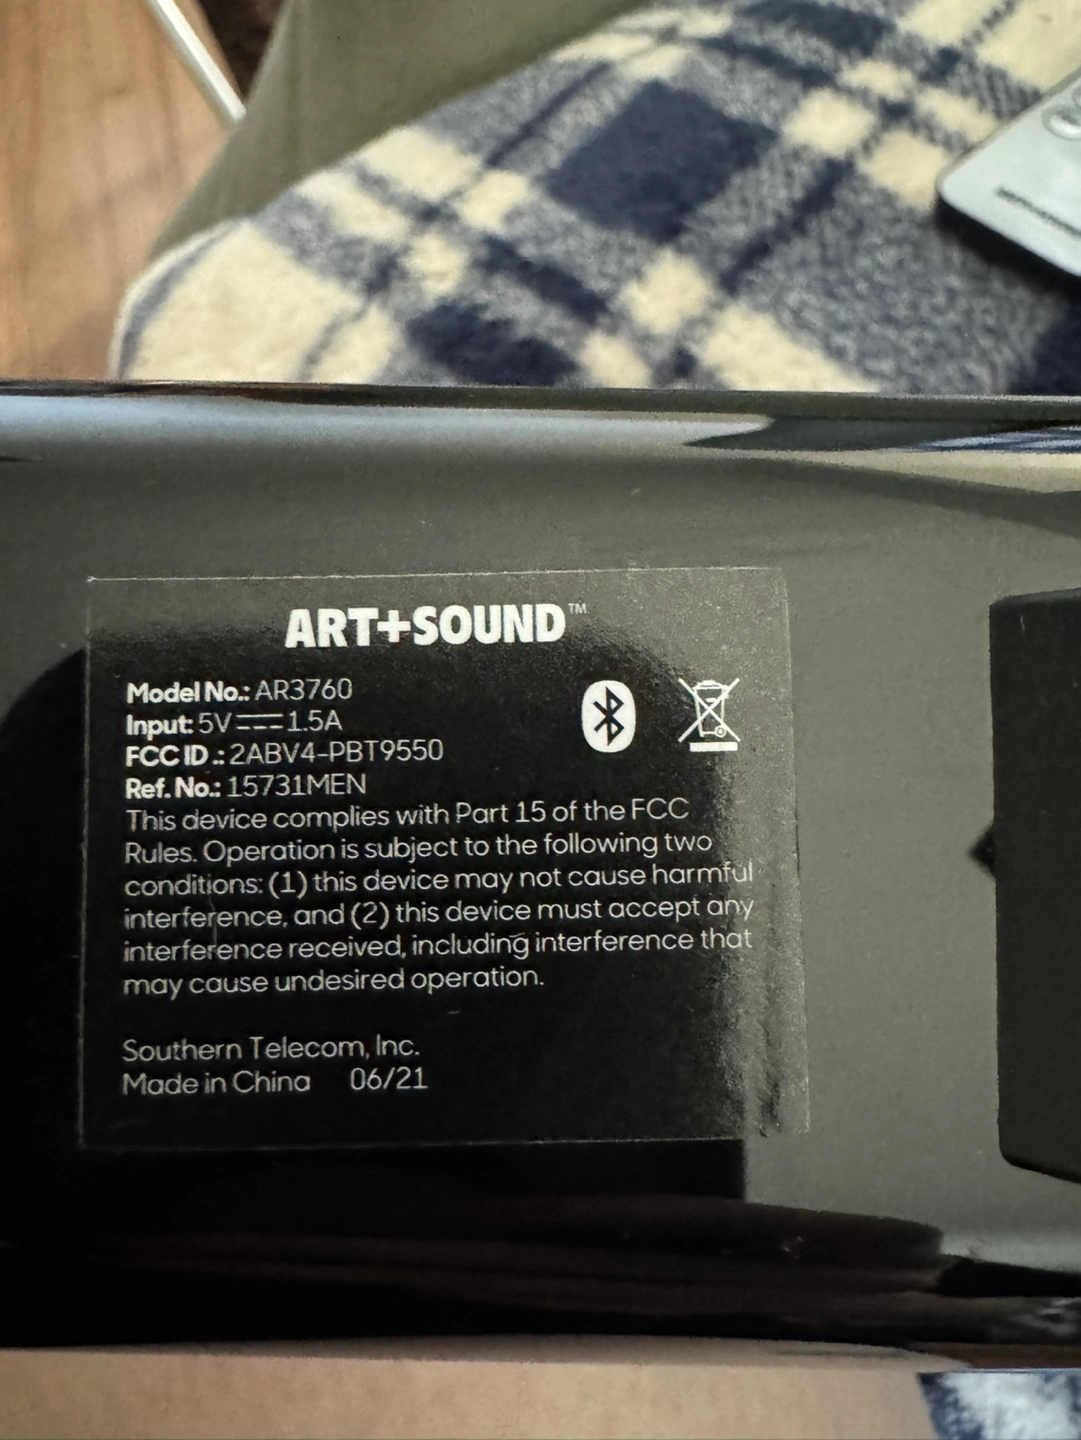 ART+SOUND™
Model No.: AR3760
Input: 5V⎓1.5A
FCC ID .: 2ABV4-PBT9550
Ref. No.: 15731MEN
This device complies with Part 15 of the FCC
Rules. Operation is subject to the following two
conditions: (1) this device may not cause harmful
interference, and (2) this device must accept any
interference received, including interference that
may cause undesired operation.
Southern Telecom, Inc.
Made in China 06/21